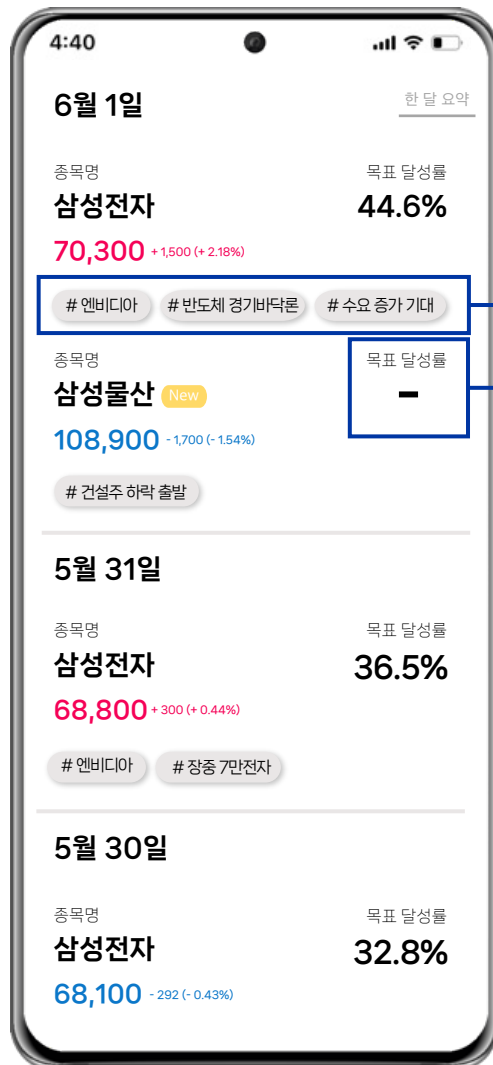 4:40
6월 1일
한 달 요약
종목명 목표 달성률
삼성전자 44.6%
70,300 + 1,500 (+ 2.18%)
# 엔비디아 # 반도체 경기바닥론 # 수요 증가 기대
종목명 목표 달성률
삼성물산 New -
108,900 - 1,700 (- 1.54%)
# 건설주 하락 출발
5월 31일
종목명 목표 달성률
삼성전자 36.5%
68,800 + 300 (+ 0.44%)
# 엔비디아 # 장중 7만전자
5월 30일
종목명 목표 달성률
삼성전자 32.8%
68,100 - 292 (- 0.43%)